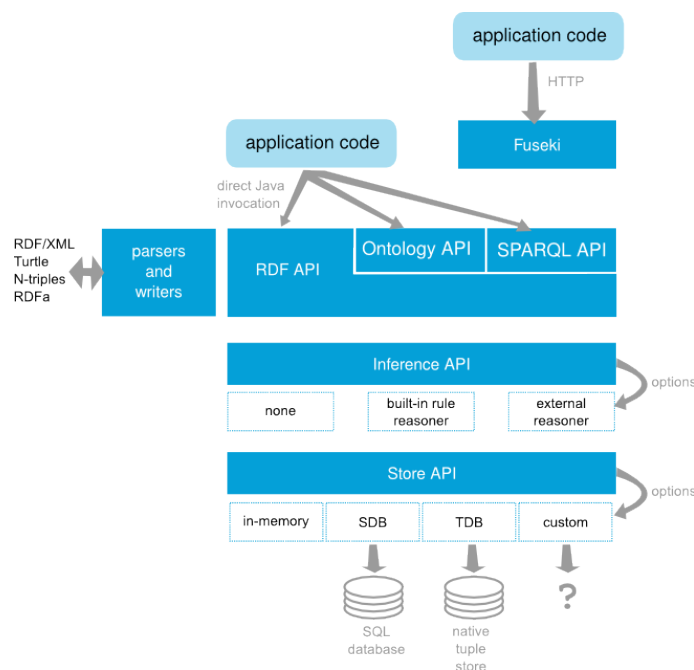 application code
HTTP
Fuseki
application code
direct Java
invocation
RDF/XML
Turtle
N-triples
RDFa
parsers
and
writers
RDF API
Ontology API
SPARQL API
Inference API
options
none
built-in rule
reasoner
external
reasoner
Store API
options
in-memory
SDB
TDB
custom
?
SQL
database
native
tuple
store